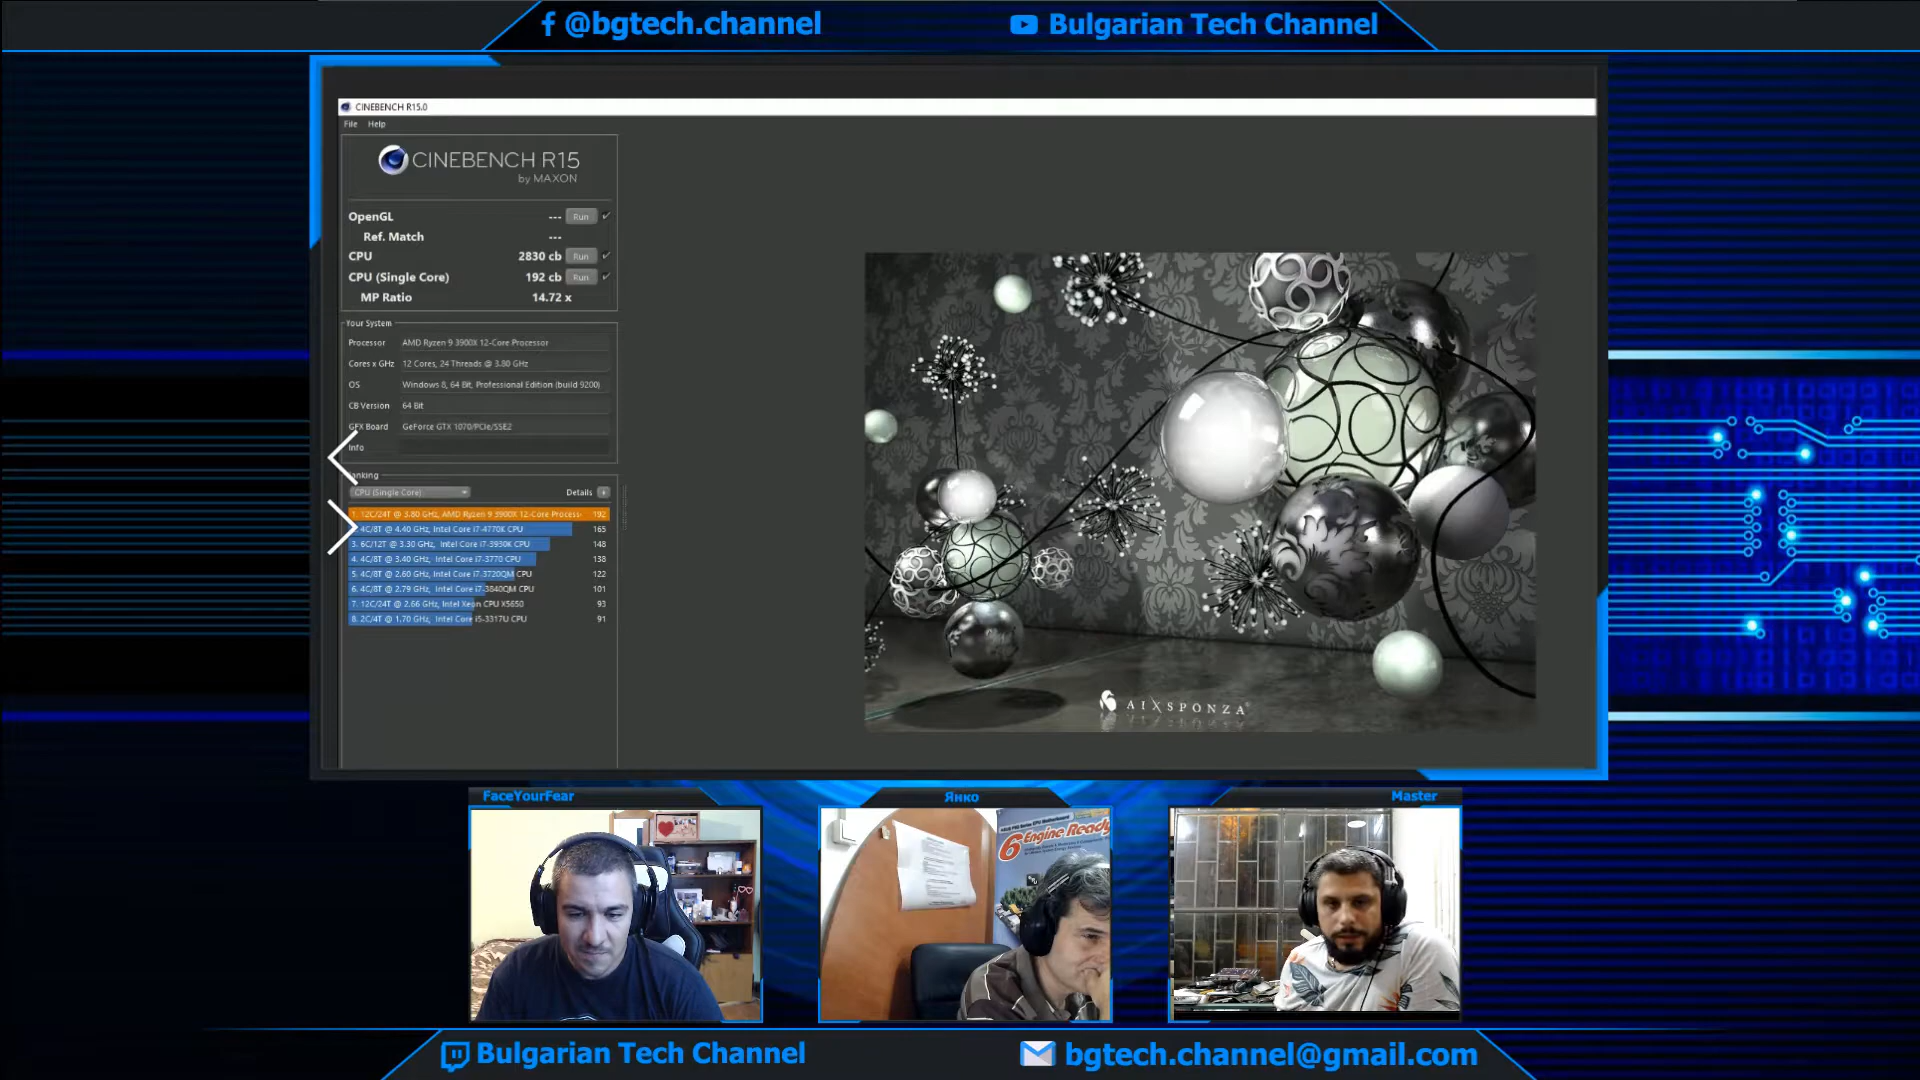 @bgtech.channel
Bulgarian Tech Channel
CINEBENCH R15.0
File Help
CINEBENCH R15
by MAXON
OpenGL --- Run
Ref. Match ---
CPU 2830 cb Run
CPU (Single Core) 192 cb Run
MP Ratio 14.72 x
Your System
Processor AMD Ryzen 9 3900X 12-Core Processor
Cores x GHz 12 Cores, 24 Threads @ 3.80 GHz
OS Windows 8, 64 Bit, Professional Edition (build 9200)
CB Version 64 Bit
GFX Board GeForce GTX 1070/PCIe/SSE2
Info
anking
CPU (Single Core) Details +
1. 12C/24T @ 3.80 GHz, AMD Ryzen 9 3900X 12-Core Process 192
4C/8T @ 4.40 GHz, Intel Core i7-4770K CPU 165
3. 6C/12T @ 3.30 GHz, Intel Core i7-3930K CPU 148
4. 4C/8T @ 3.40 GHz, Intel Core i7-3770 CPU 138
5. 4C/8T @ 2.60 GHz, Intel Core i7-3720QM CPU 122
6. 4C/8T @ 2.79 GHz, Intel Core i7-3840QM CPU 101
7. 12C/24T @ 2.66 GHz, Intel Xeon CPU X5650 93
8. 2C/4T @ 1.70 GHz, Intel Core i5-3317U CPU 91
AIXSPONZA
FaceYourFear
Янко
Master
6 Engine Ready
Bulgarian Tech Channel
bgtech.channel@gmail.com